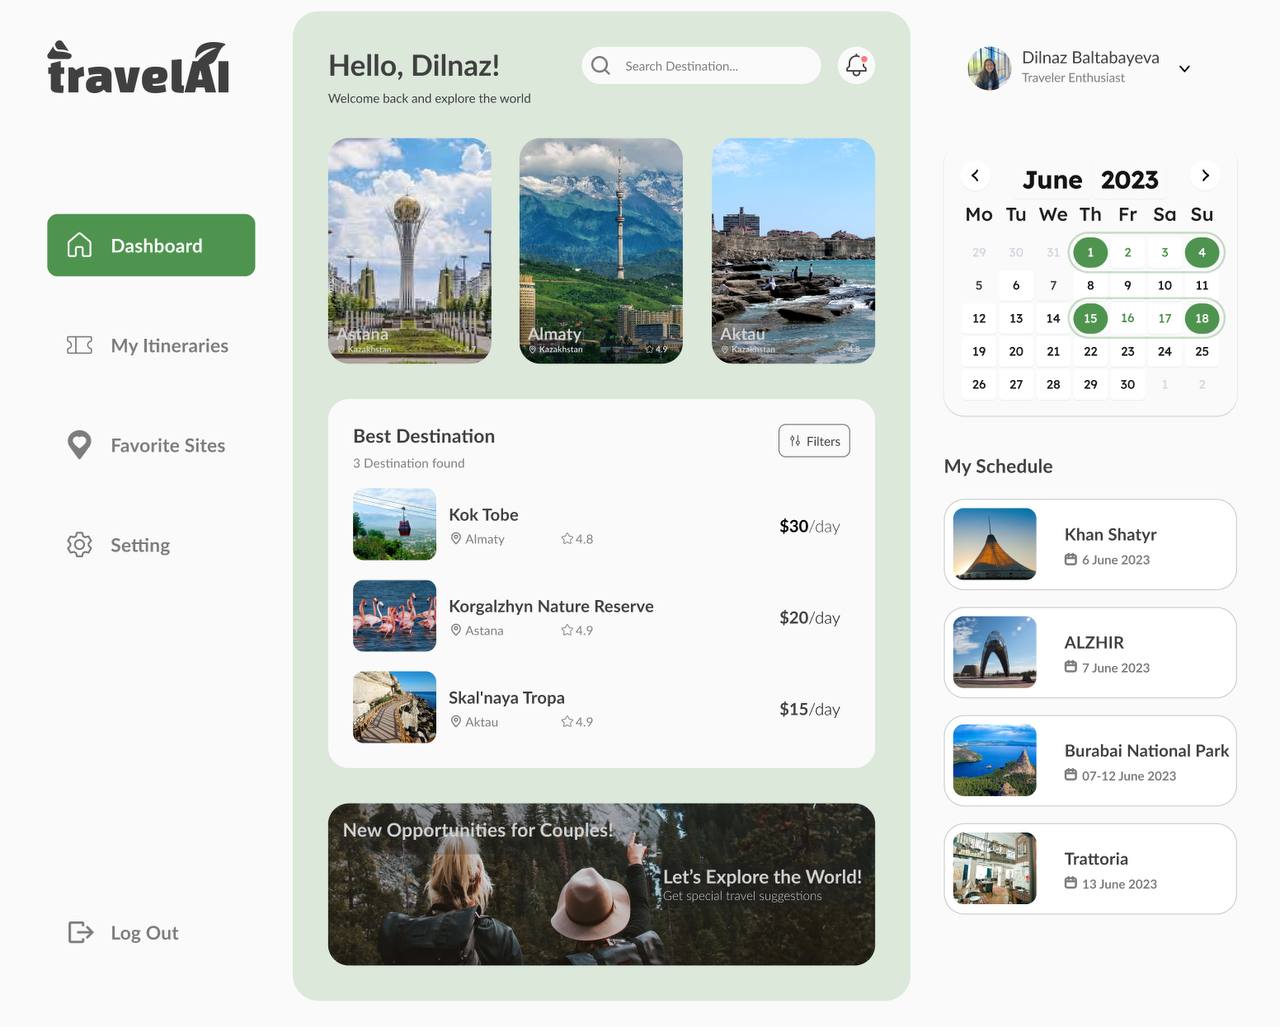 travelAI
Dashboard
My Itineraries
Favorite Sites
Setting
Log Out
Hello, Dilnaz!
Welcome back and explore the world
Search Destination...
Astana
Kazakhstan
Almaty
Kazakhstan 4.9
Aktau
Kazakhstan 4.8
Best Destination
3 Destination found
Filters
Kok Tobe
Almaty 4.8
$30/day
Korgalzhyn Nature Reserve
Astana 4.9
$20/day
Skal'naya Tropa
Aktau 4.9
$15/day
New Opportunities for Couples!
Let's Explore the World!
Get special travel suggestions
Dilnaz Baltabayeva
Traveler Enthusiast
June 2023
Mo Tu We Th Fr Sa Su
29 30 31 1 2 3 4
5 6 7 8 9 10 11
12 13 14 15 16 17 18
19 20 21 22 23 24 25
26 27 28 29 30 1 2
My Schedule
Khan Shatyr
6 June 2023
ALZHIR
7 June 2023
Burabai National Park
07-12 June 2023
Trattoria
13 June 2023